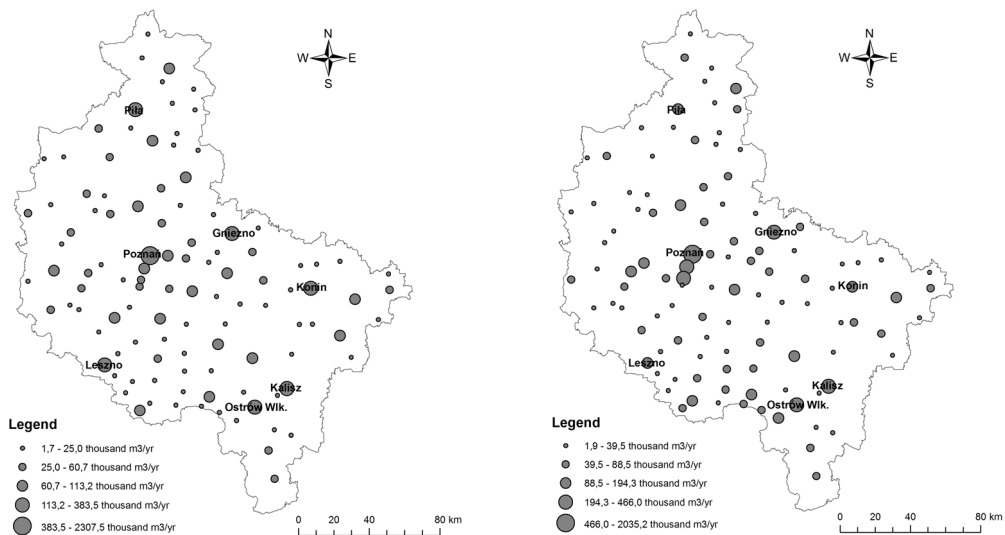 N
W E
S
Piła
Gniezno
Poznań
Konin
Leszno
Kalisz
Ostrów Wlk.
Legend
1,7 - 25,0 thousand m3/yr
25,0 - 60,7 thousand m3/yr
60,7 - 113,2 thousand m3/yr
113,2 - 383,5 thousand m3/yr
383,5 - 2307,5 thousand m3/yr
0 20 40 80 km
N
W E
S
Piła
Gniezno
Poznań
Konin
Leszno
Kalisz
Ostrów Wlk.
Legend
1,9 - 39,5 thousand m3/yr
39,5 - 88,5 thousand m3/yr
88,5 - 194,3 thousand m3/yr
194,3 - 466,0 thousand m3/yr
466,0 - 2035,2 thousand m3/yr
0 20 40 80 km